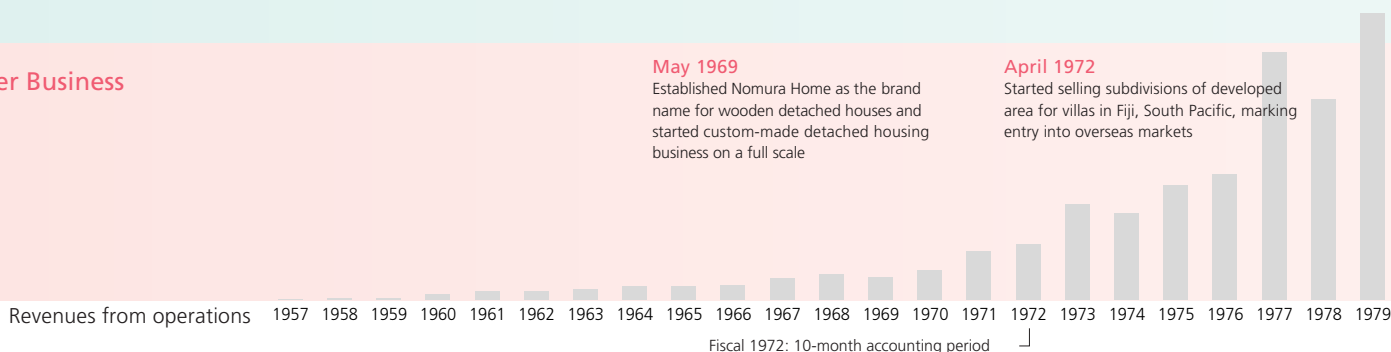 er Business
May 1969
Established Nomura Home as the brand
name for wooden detached houses and
started custom-made detached housing
business on a full scale
April 1972
Started selling subdivisions of developed
area for villas in Fiji, South Pacific, marking
entry into overseas markets
Revenues from operations 1957 1958 1959 1960 1961 1962 1963 1964 1965 1966 1967 1968 1969 1970 1971 1972 1973 1974 1975 1976 1977 1978 1979
Fiscal 1972: 10-month accounting period